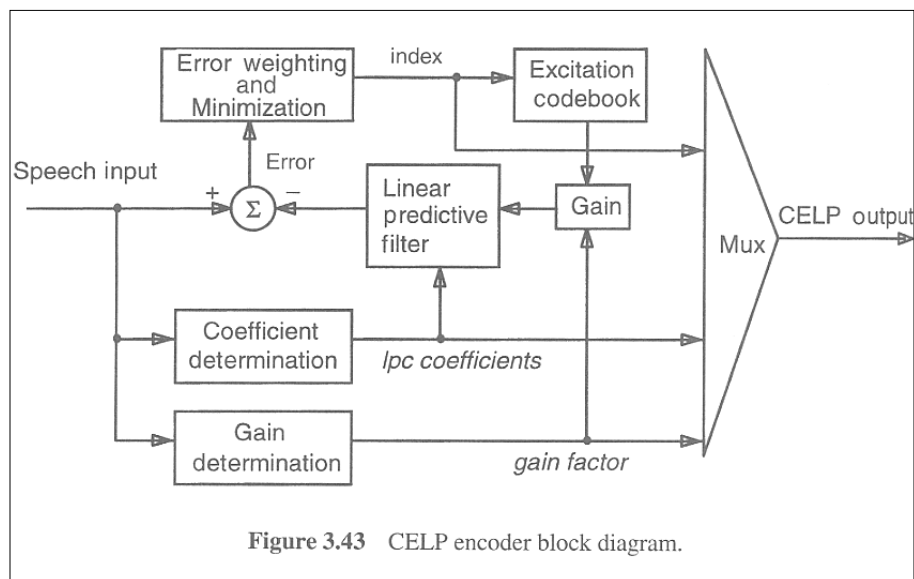 Error weighting
and
Minimization
index
Excitation
codebook
Speech input
Error
+
−
Σ
Linear
predictive
filter
Gain
Mux
CELP output
Coefficient
determination
lpc coefficients
Gain
determination
gain factor
Figure 3.43 CELP encoder block diagram.